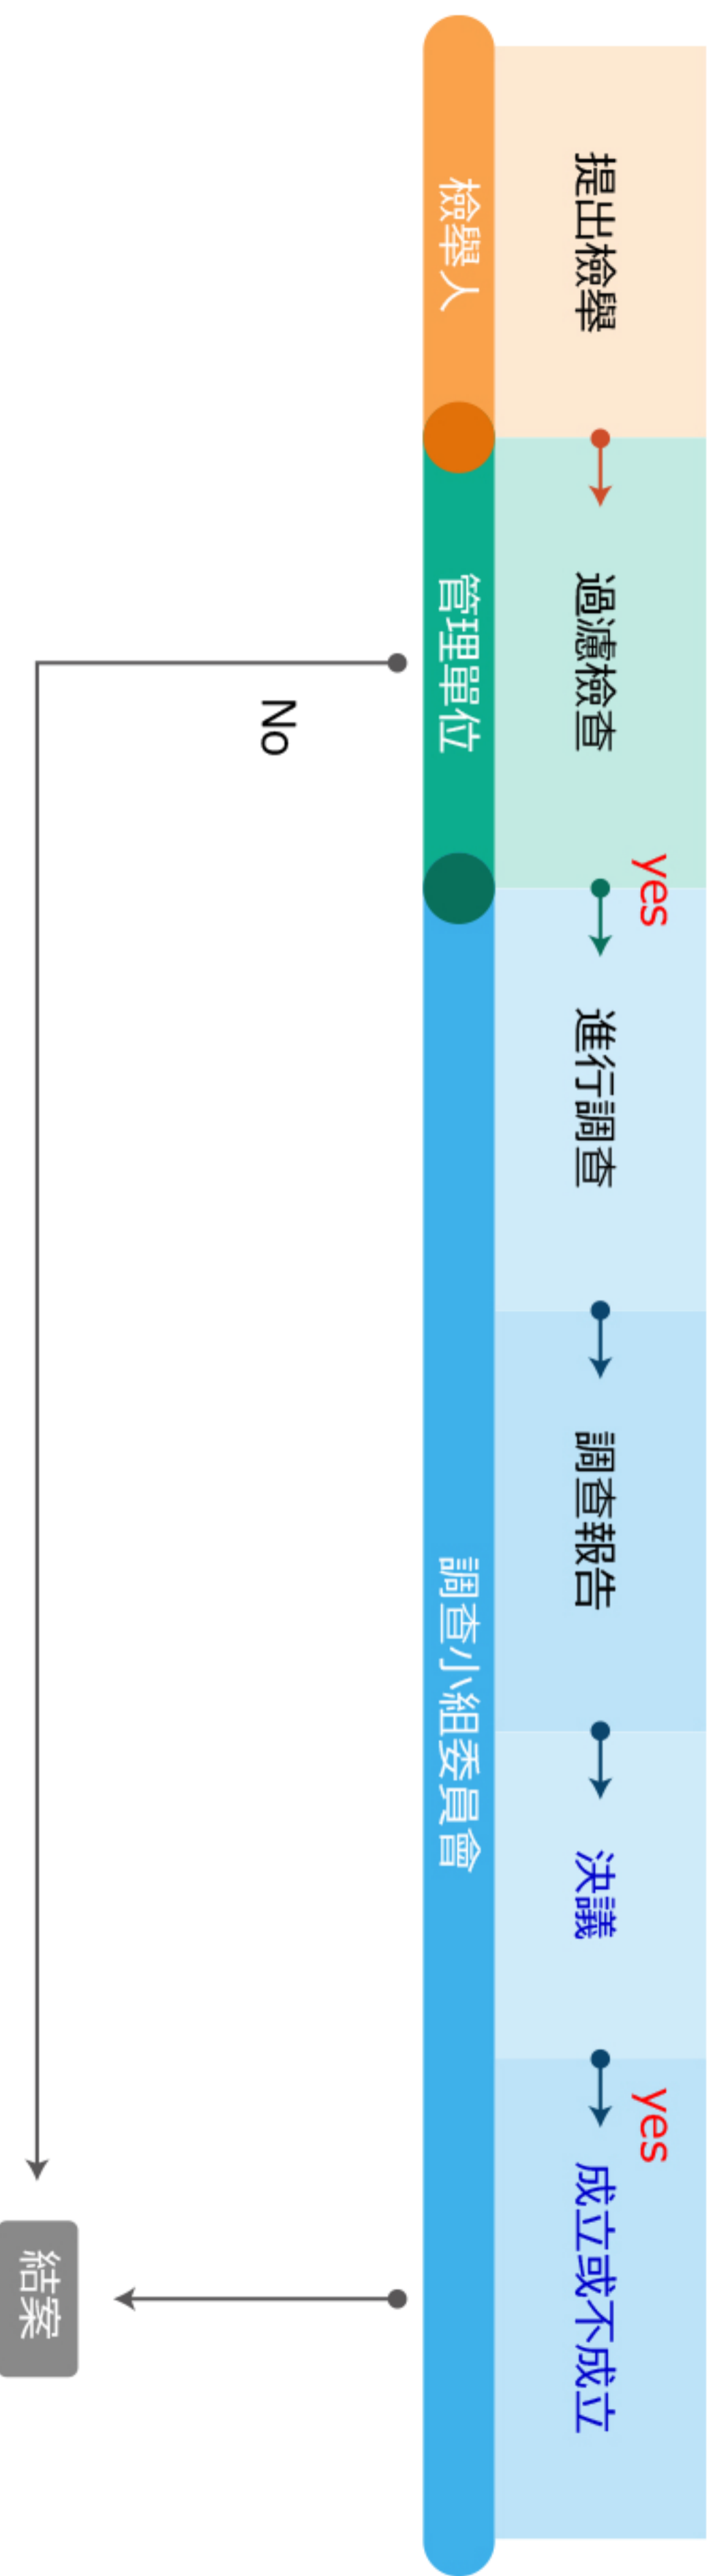 提出檢舉
過濾檢查
yes
進行調查
調查報告
決議
yes
成立或不成立
檢舉人
管理單位
調查小組委員會
No
結案